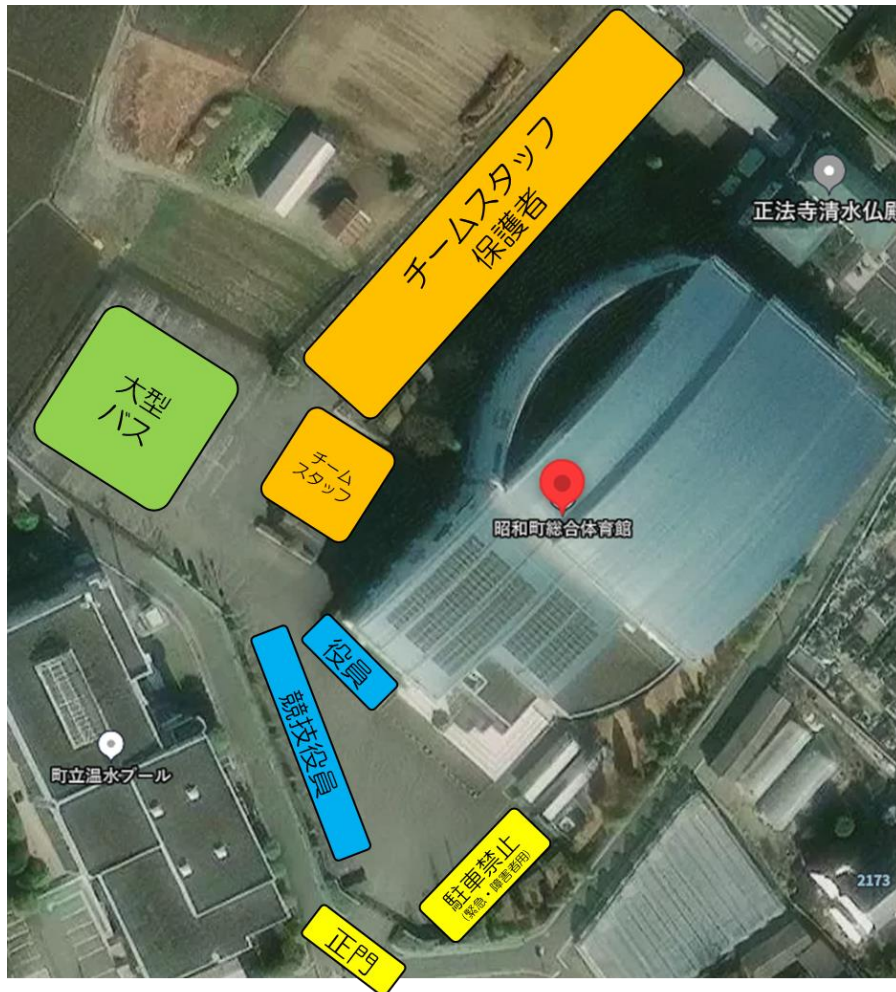 チームスタッフ
保護者
正法寺清水仏殿
大型
バス
チーム
スタッフ
昭和町総合体育館
役員
競技役員
町立温水プール
駐車禁止
(緊急・障害者用)
2173
正門